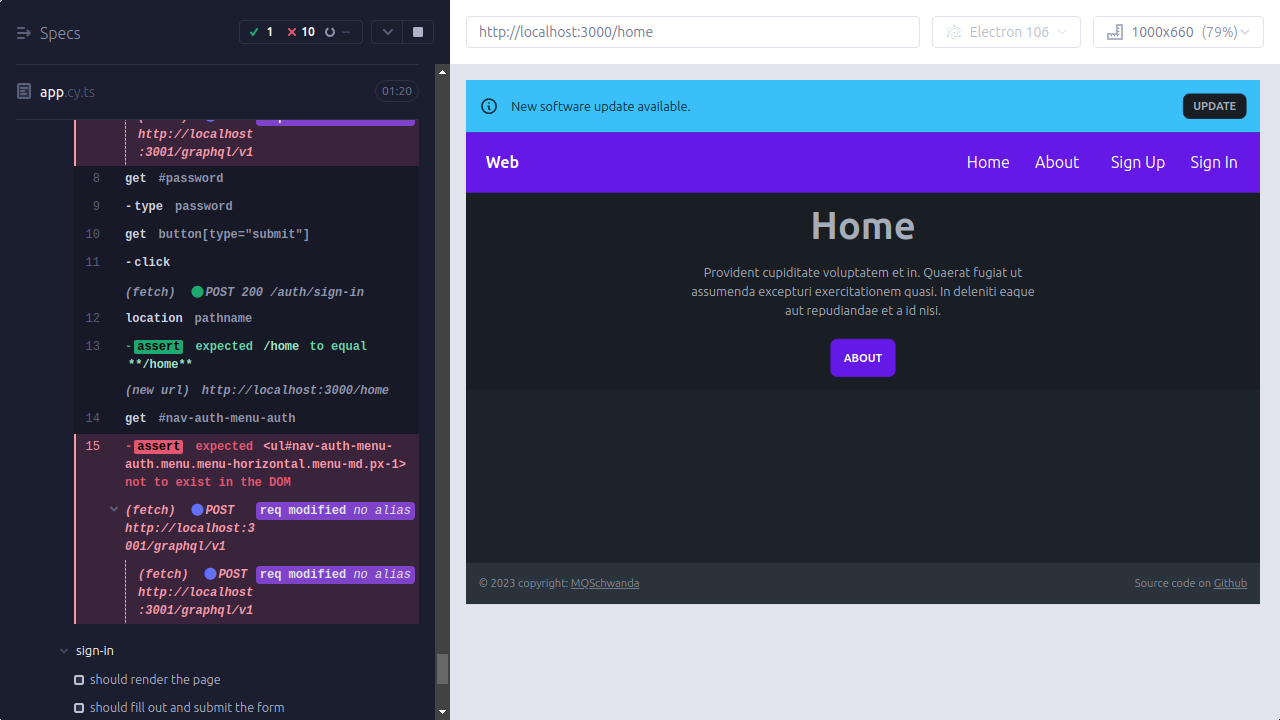 Specs
1
10
--
app.cy.ts
01:20
http://localhost
:3001/graphql/v1
8 get #password
9 -type password
10 get button[type="submit"]
11 -click
(fetch) POST 200 /auth/sign-in
12 location pathname
13 -assert expected /home to equal
**/home**
(new url) http://localhost:3000/home
14 get #nav-auth-menu-auth
15 -assert expected <ul#nav-auth-menu-
auth.menu.menu-horizontal.menu-md.px-1>
not to exist in the DOM
(fetch) POST req modified no alias
http://localhost:3
001/graphql/v1
(fetch) POST req modified no alias
http://localhost
:3001/graphql/v1
sign-in
should render the page
should fill out and submit the form
http://localhost:3000/home
Electron 106
1000x660 (79%)
New software update available.
UPDATE
Web
Home About Sign Up Sign In
Home
Provident cupiditate voluptatem et in. Quaerat fugiat ut
assumenda excepturi exercitationem quasi. In deleniti eaque
aut repudiandae et a id nisi.
ABOUT
© 2023 copyright: MQSchwanda
Source code on Github